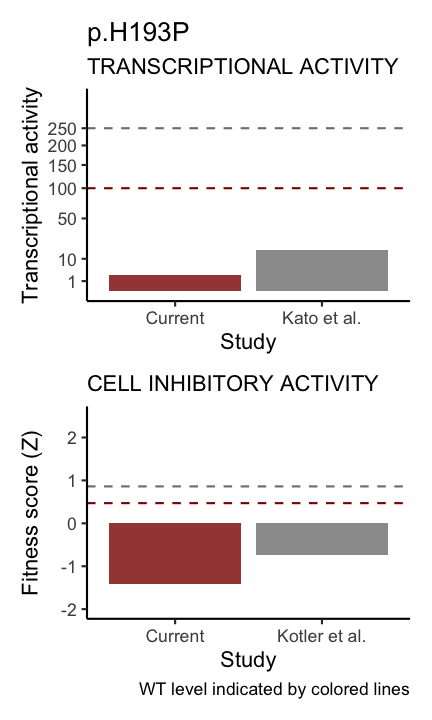 p.H193P
TRANSCRIPTIONAL ACTIVITY
Transcriptional activity
250
200
150
100
50
10
1
Current
Kato et al.
Study
CELL INHIBITORY ACTIVITY
Fitness score (Z)
2
1
0
-1
-2
Current
Kotler et al.
Study
WT level indicated by colored lines